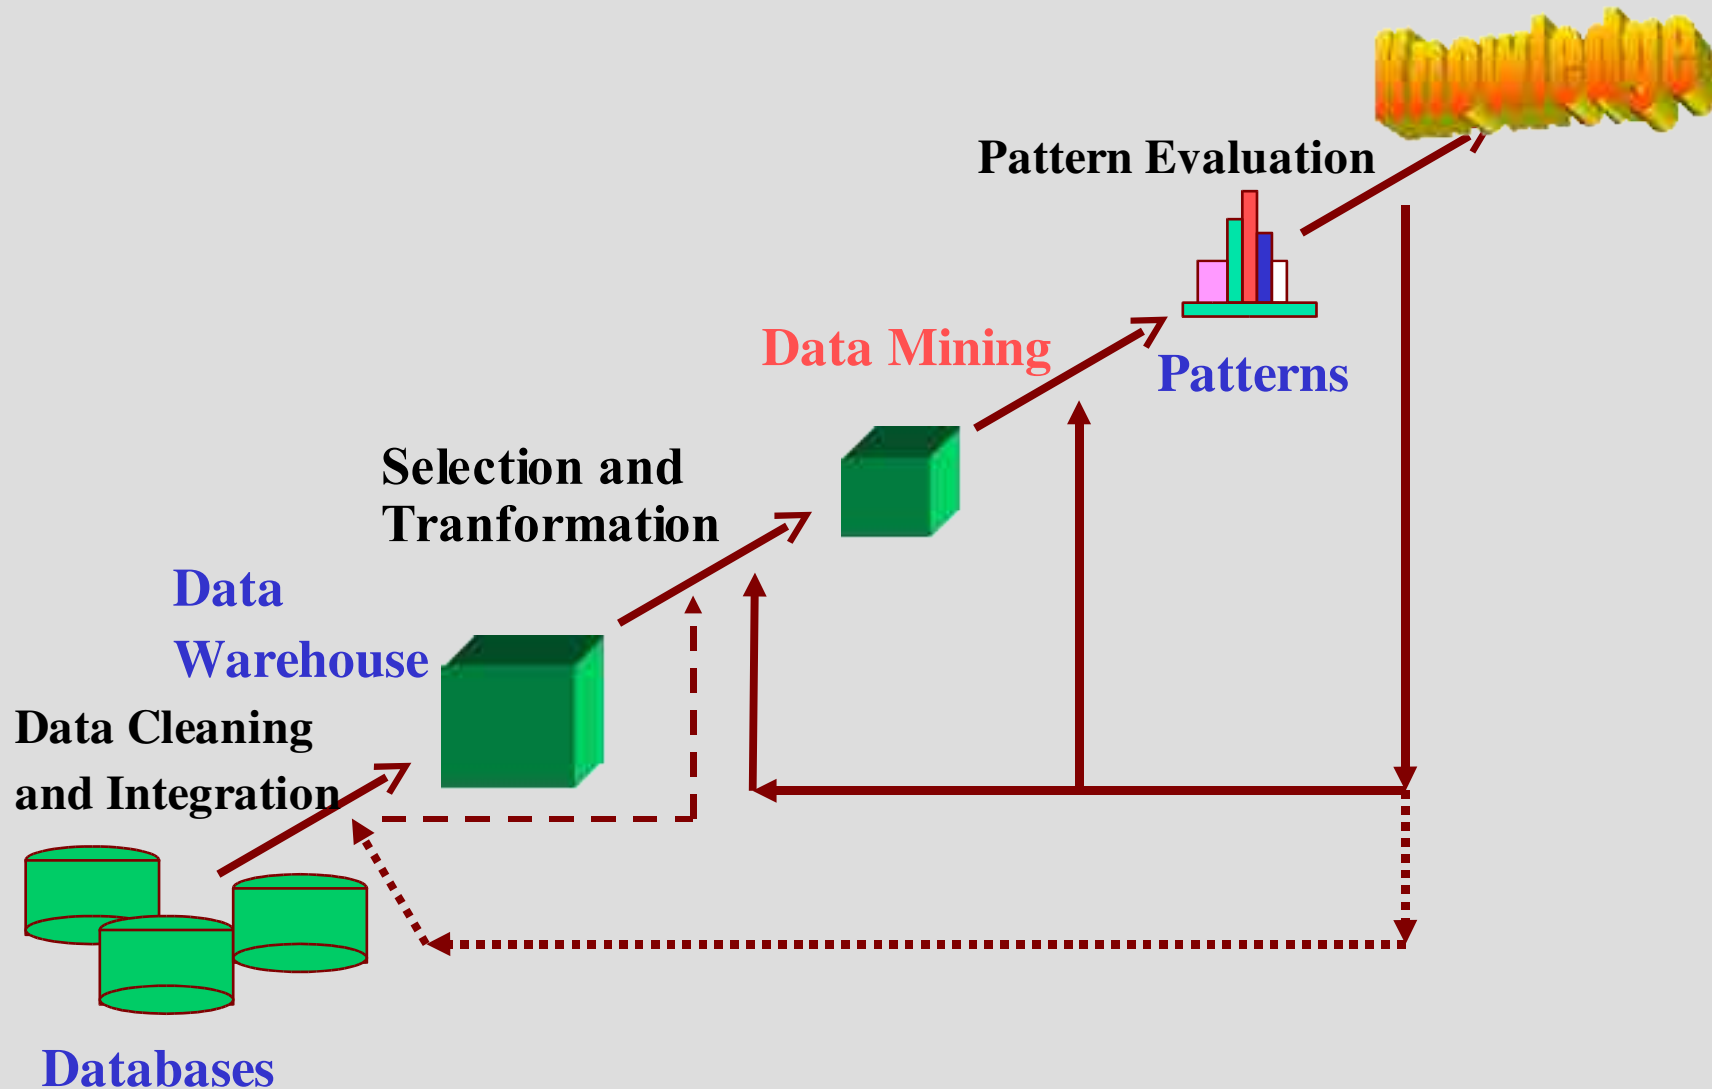 Knowledge
Pattern Evaluation
Data Mining
Patterns
Selection and
Tranformation
Data
Warehouse
Data Cleaning
and Integration
Databases